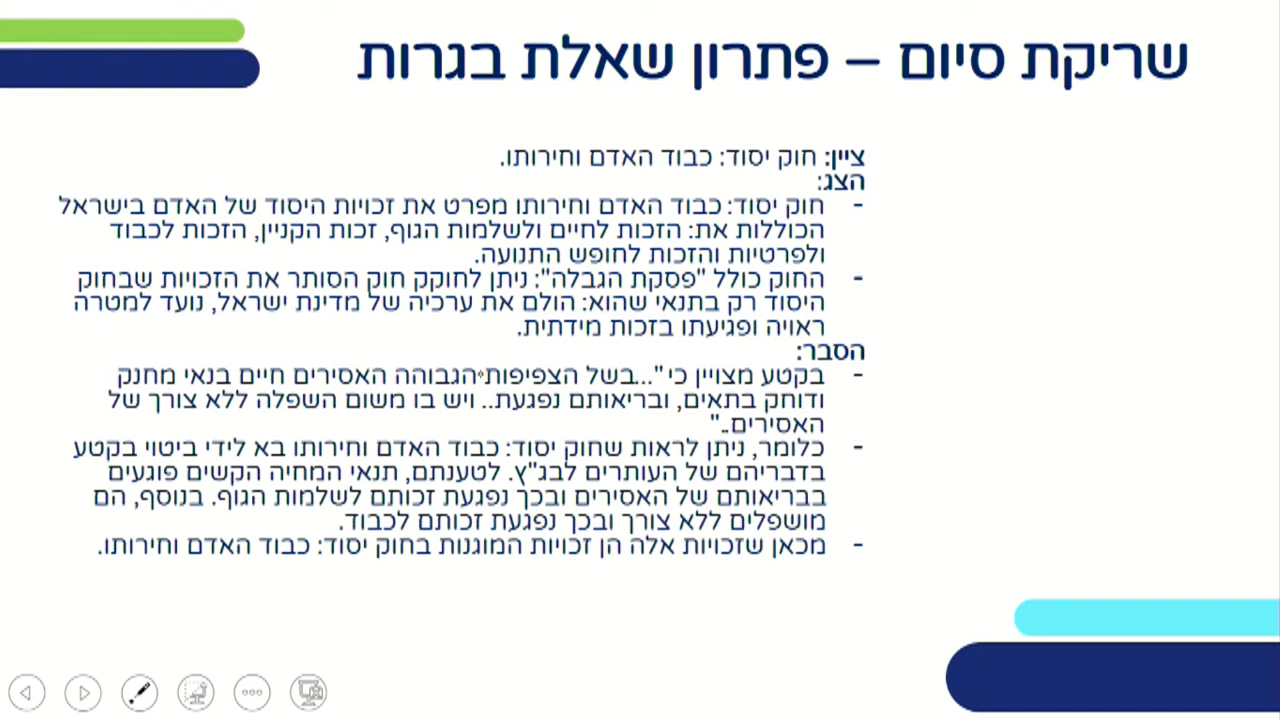 שריקת סיום – פתרון שאלת בגרות
ציין: חוק יסוד: כבוד האדם וחירותו.
הצג:
- חוק יסוד: כבוד האדם וחירותו מפרט את זכויות היסוד של האדם בישראל
הכוללות את: הזכות לחיים ולשלמות הגוף, זכות הקניין, הזכות לכבוד
ולפרטיות והזכות לחופש התנועה.
- החוק כולל "פסקת הגבלה": ניתן לחוקק חוק הסותר את הזכויות שבחוק
היסוד רק בתנאי שהוא: הולם את ערכיה של מדינת ישראל, נועד למטרה
ראויה ופגיעתו בזכות מידתית.
הסבר:
- בקטע מצויין כי "...בשל הצפיפות הגבוהה האסירים חיים בנאי מחנק
ודוחק בתאים, ובריאותם נפגעת.. ויש בו משום השפלה ללא צורך של
האסירים.."
- כלומר, ניתן לראות שחוק יסוד: כבוד האדם וחירותו בא לידי ביטוי בקטע
בדבריהם של העותרים לבג"ץ. לטענתם, תנאי המחיה הקשים פוגעים
בבריאותם של האסירים ובכך נפגעת זכותם לשלמות הגוף. בנוסף, הם
מושפלים ללא צורך ובכך נפגעת זכותם לכבוד.
- מכאן שזכויות אלה הן זכויות המוגנות בחוק יסוד: כבוד האדם וחירותו.